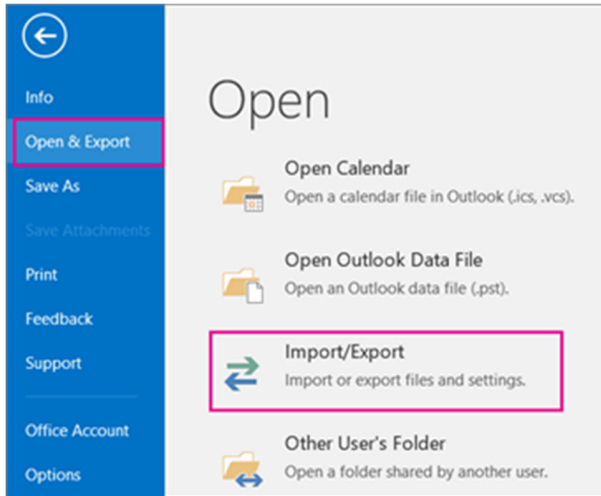 Info
Open & Export
Save As
Save Attachments
Print
Feedback
Support
Office Account
Options
Open
Open Calendar
Open a calendar file in Outlook (.ics, .vcs).
Open Outlook Data File
Open an Outlook data file (.pst).
Import/Export
Import or export files and settings.
Other User's Folder
Open a folder shared by another user.